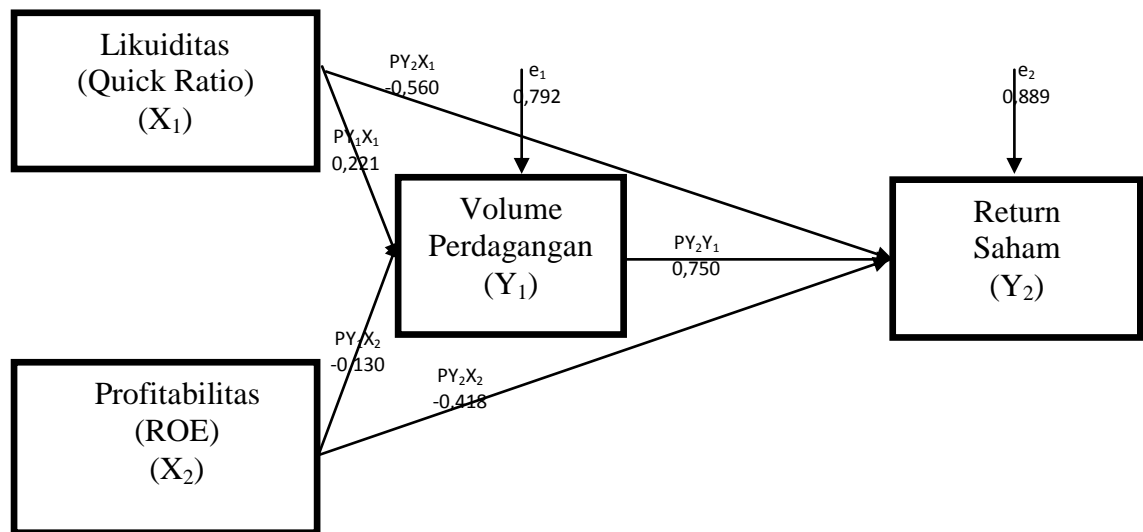 Likuiditas
(Quick Ratio)
(X₁)
PY₂X₁
-0,560
e₁
0,792
e₂
0,889
PY₁X₁
0,221
Volume
Perdagangan
(Y₁)
PY₂Y₁
0,750
Return
Saham
(Y₂)
PY₁X₂
-0,130
PY₂X₂
-0,418
Profitabilitas
(ROE)
(X₂)